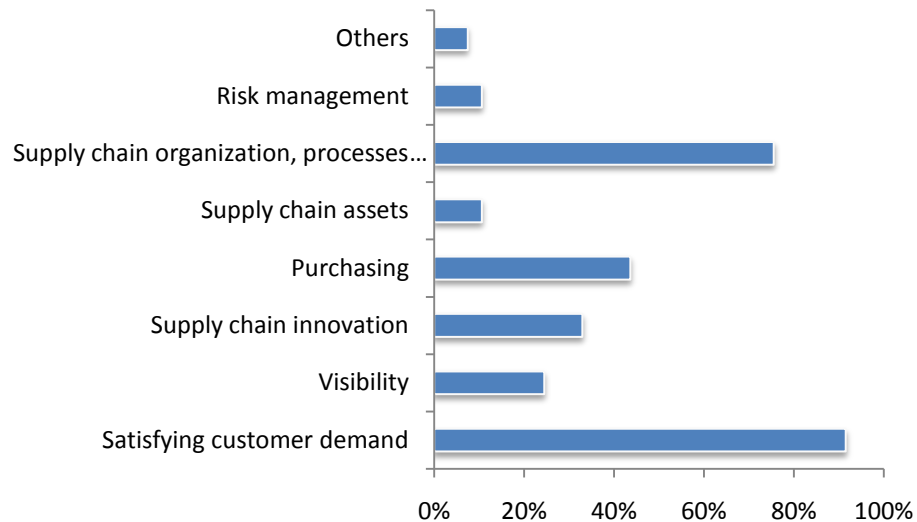 Others
Risk management
Supply chain organization, processes…
Supply chain assets
Purchasing
Supply chain innovation
Visibility
Satisfying customer demand
0% 20% 40% 60% 80% 100%